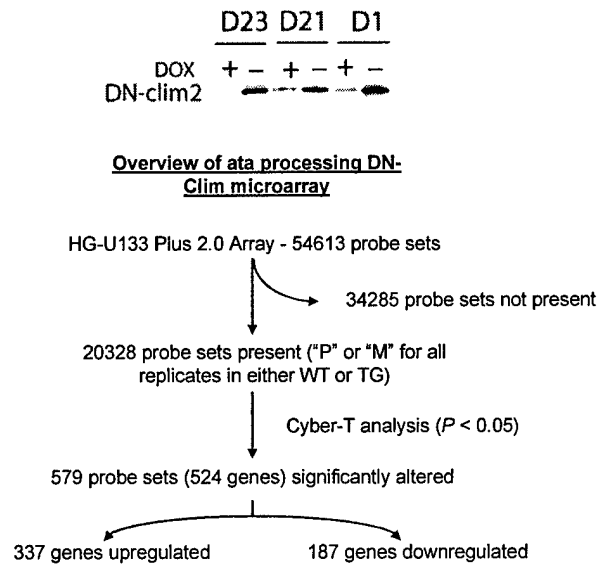 D23 D21 D1
DOX + − + − + −
DN-clim2
Overview of ata processing DN-
Clim microarray
HG-U133 Plus 2.0 Array - 54613 probe sets
34285 probe sets not present
20328 probe sets present ("P" or "M" for all
replicates in either WT or TG)
Cyber-T analysis (P < 0.05)
579 probe sets (524 genes) significantly altered
337 genes upregulated 187 genes downregulated